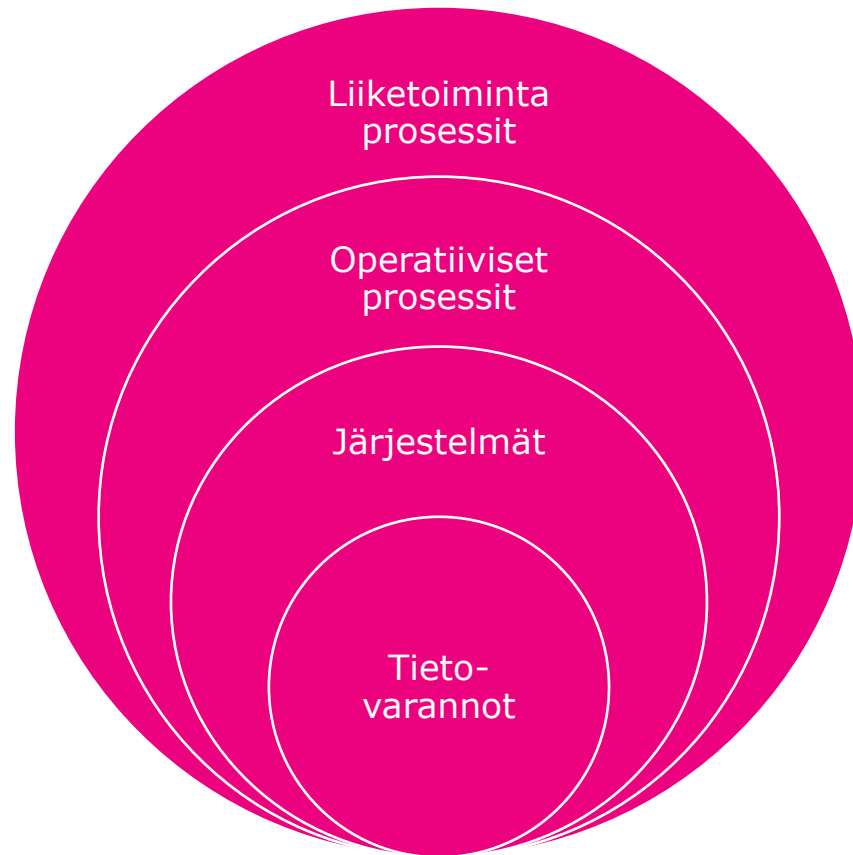 Liiketoiminta
prosessit
Operatiiviset
prosessit
Järjestelmät
Tieto-
varannot